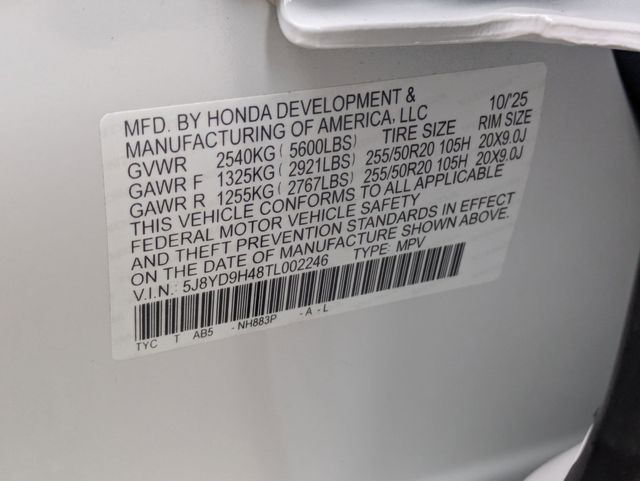 MFD. BY HONDA DEVELOPMENT & 10/'25
MANUFACTURING OF AMERICA, LLC TIRE SIZE RIM SIZE
GVWR 2540KG ( 5600LBS)
GAWR F 1325KG ( 2921LBS) 255/50R20 105H 20X9.0J
GAWR R 1255KG ( 2767LBS) 255/50R20 105H 20X9.0J
THIS VEHICLE CONFORMS TO ALL APPLICABLE
FEDERAL MOTOR VEHICLE SAFETY
AND THEFT PREVENTION STANDARDS IN EFFECT
ON THE DATE OF MANUFACTURE SHOWN ABOVE.
V.I.N.: 5J8YD9H48TL002246 TYPE: MPV
TYC T AB5 -NH883P -A-L